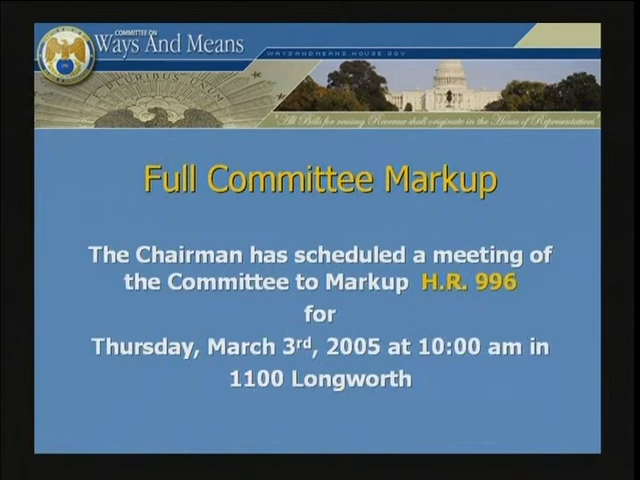 COMMITTEE ON
WAYS AND MEANS
WAYSANDMEANS.HOUSE.GOV
E PLURIBUS UNUM
"All Bills for raising Revenue shall originate in the House of Representatives"
Full Committee Markup
The Chairman has scheduled a meeting of
the Committee to Markup H.R. 996
for
Thursday, March 3rd, 2005 at 10:00 am in
1100 Longworth